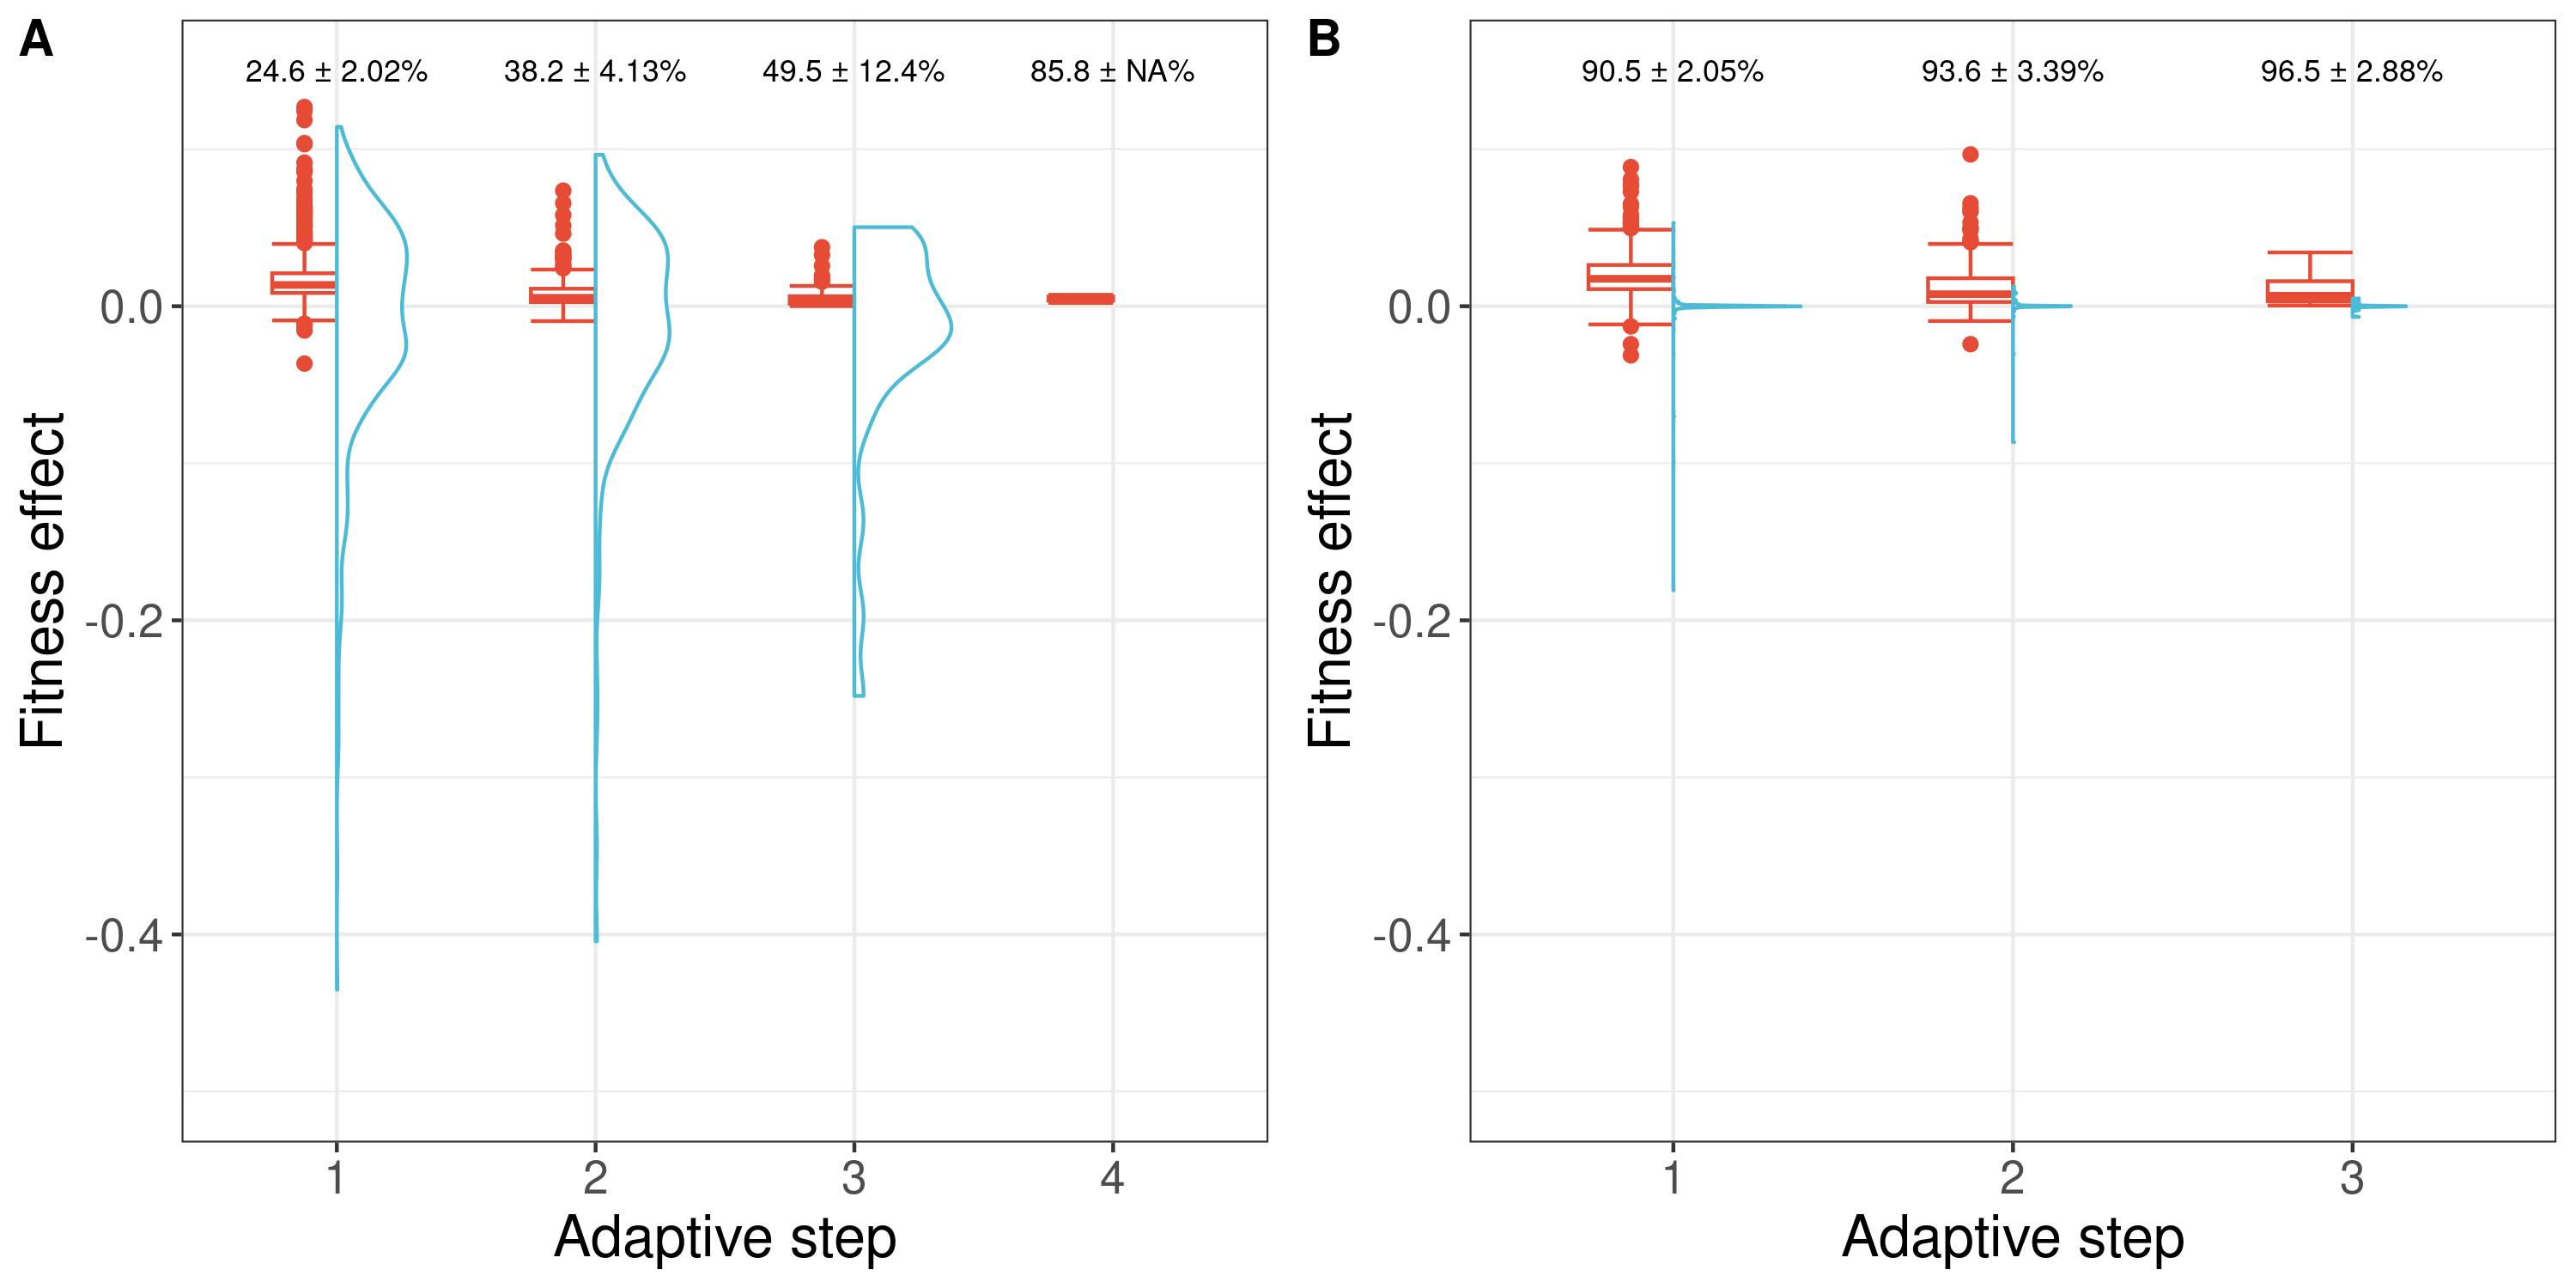 A
24.6 ± 2.02%
38.2 ± 4.13%
49.5 ± 12.4%
85.8 ± NA%
Fitness effect
0.0
-0.2
-0.4
1
2
3
4
Adaptive step
B
90.5 ± 2.05%
93.6 ± 3.39%
96.5 ± 2.88%
Fitness effect
0.0
-0.2
-0.4
1
2
3
Adaptive step